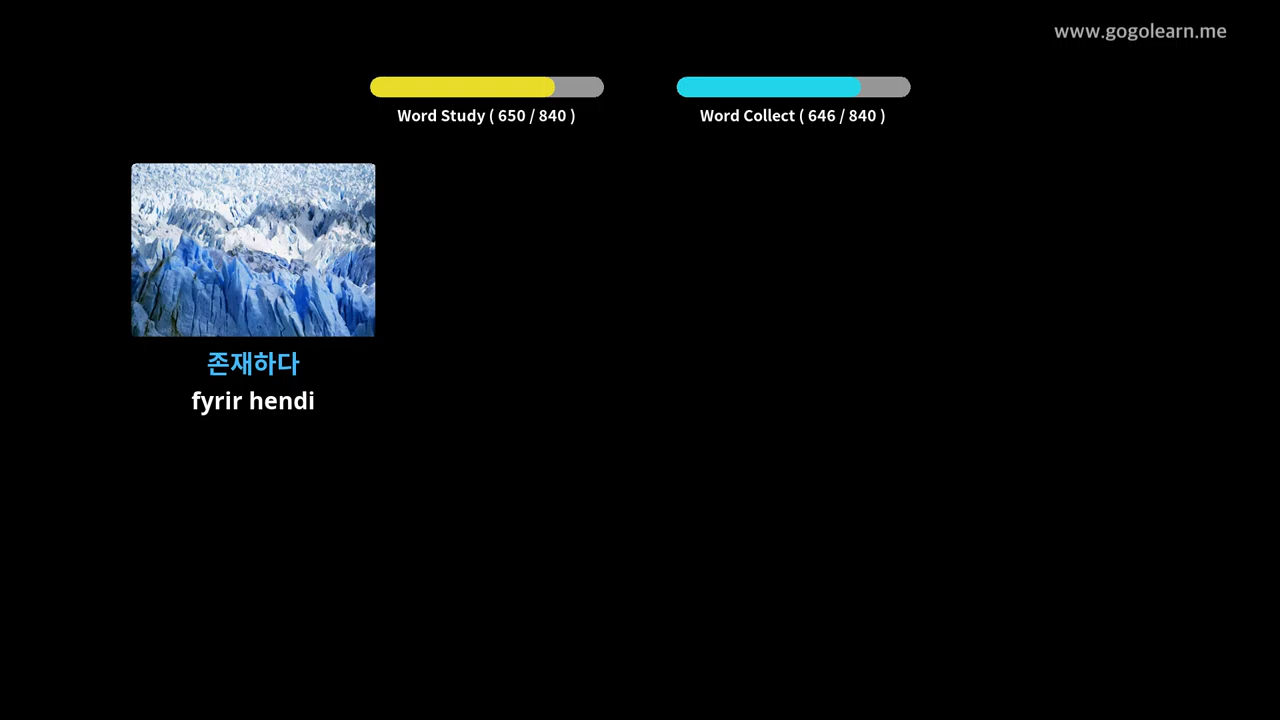 www.gogolearn.me
Word Study ( 650 / 840 )
Word Collect ( 646 / 840 )
존재하다
fyrir hendi